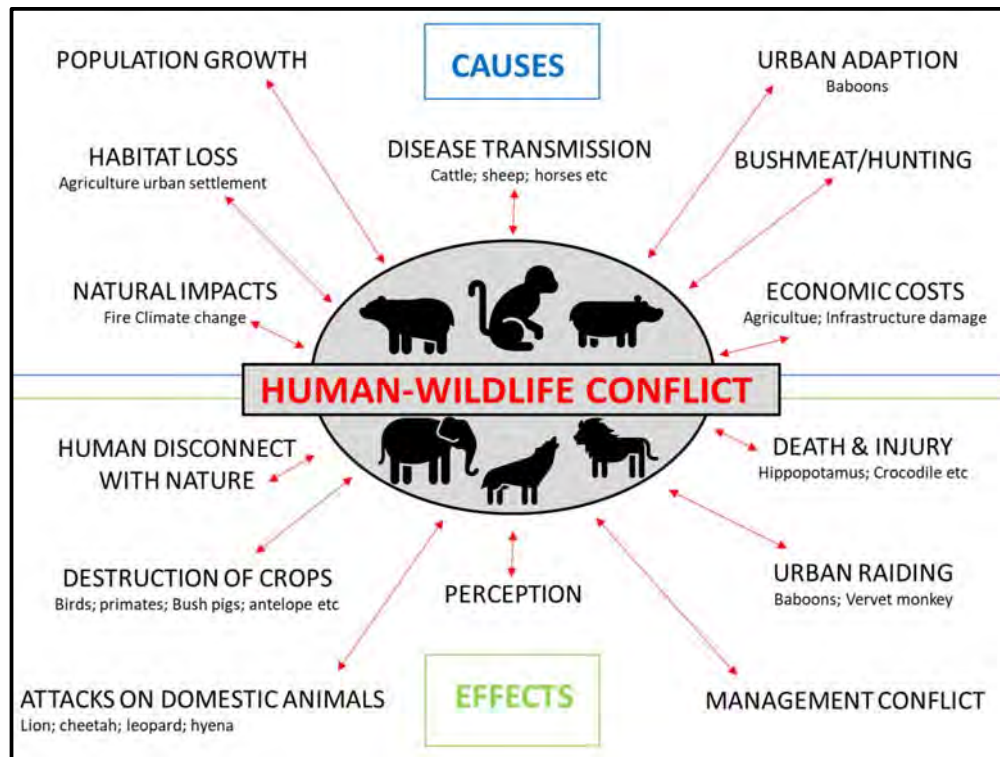 POPULATION GROWTH
CAUSES
URBAN ADAPTION
Baboons
HABITAT LOSS
Agriculture urban settlement
DISEASE TRANSMISSION
Cattle; sheep; horses etc
BUSHMEAT/HUNTING
NATURAL IMPACTS
Fire Climate change
ECONOMIC COSTS
Agricultue; Infrastructure damage
HUMAN-WILDLIFE CONFLICT
HUMAN DISCONNECT
WITH NATURE
DEATH & INJURY
Hippopotamus; Crocodile etc
DESTRUCTION OF CROPS
Birds; primates; Bush pigs; antelope etc
PERCEPTION
URBAN RAIDING
Baboons; Vervet monkey
ATTACKS ON DOMESTIC ANIMALS
Lion; cheetah; leopard; hyena
EFFECTS
MANAGEMENT CONFLICT